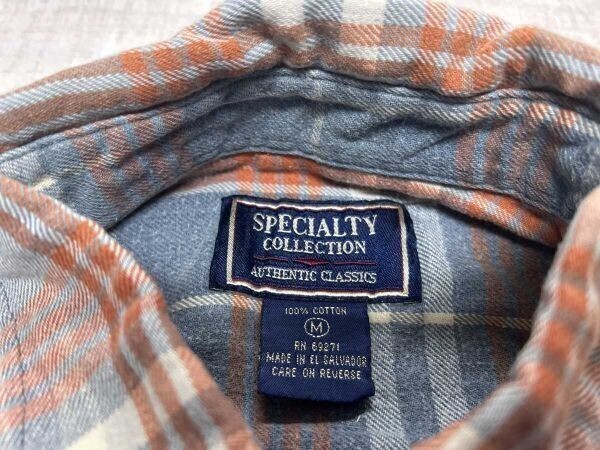 SPECIALTY
COLLECTION
AUTHENTIC CLASSICS
100% COTTON
M
RN 69271
MADE IN EL SALVADOR
CARE ON REVERSE